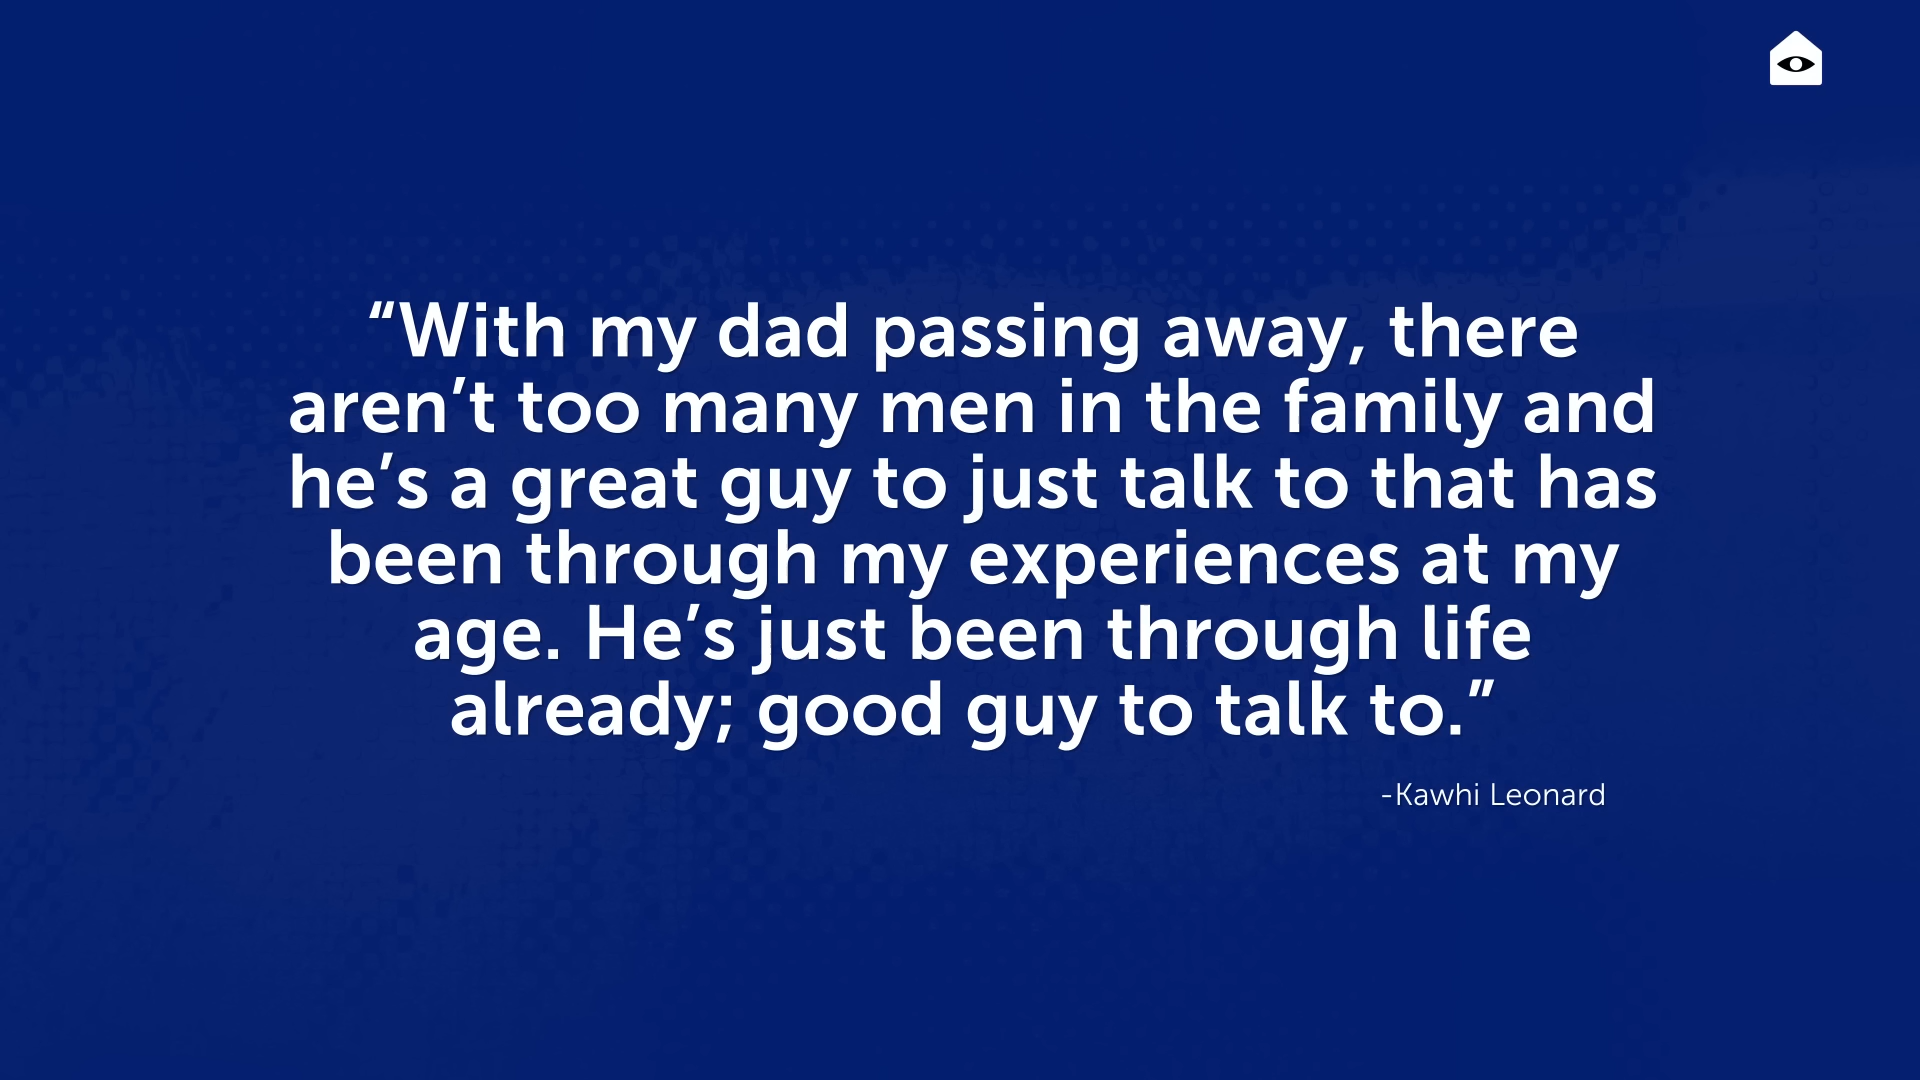 “With my dad passing away, there
aren’t too many men in the family and
he’s a great guy to just talk to that has
been through my experiences at my
age. He’s just been through life
already; good guy to talk to.”
-Kawhi Leonard